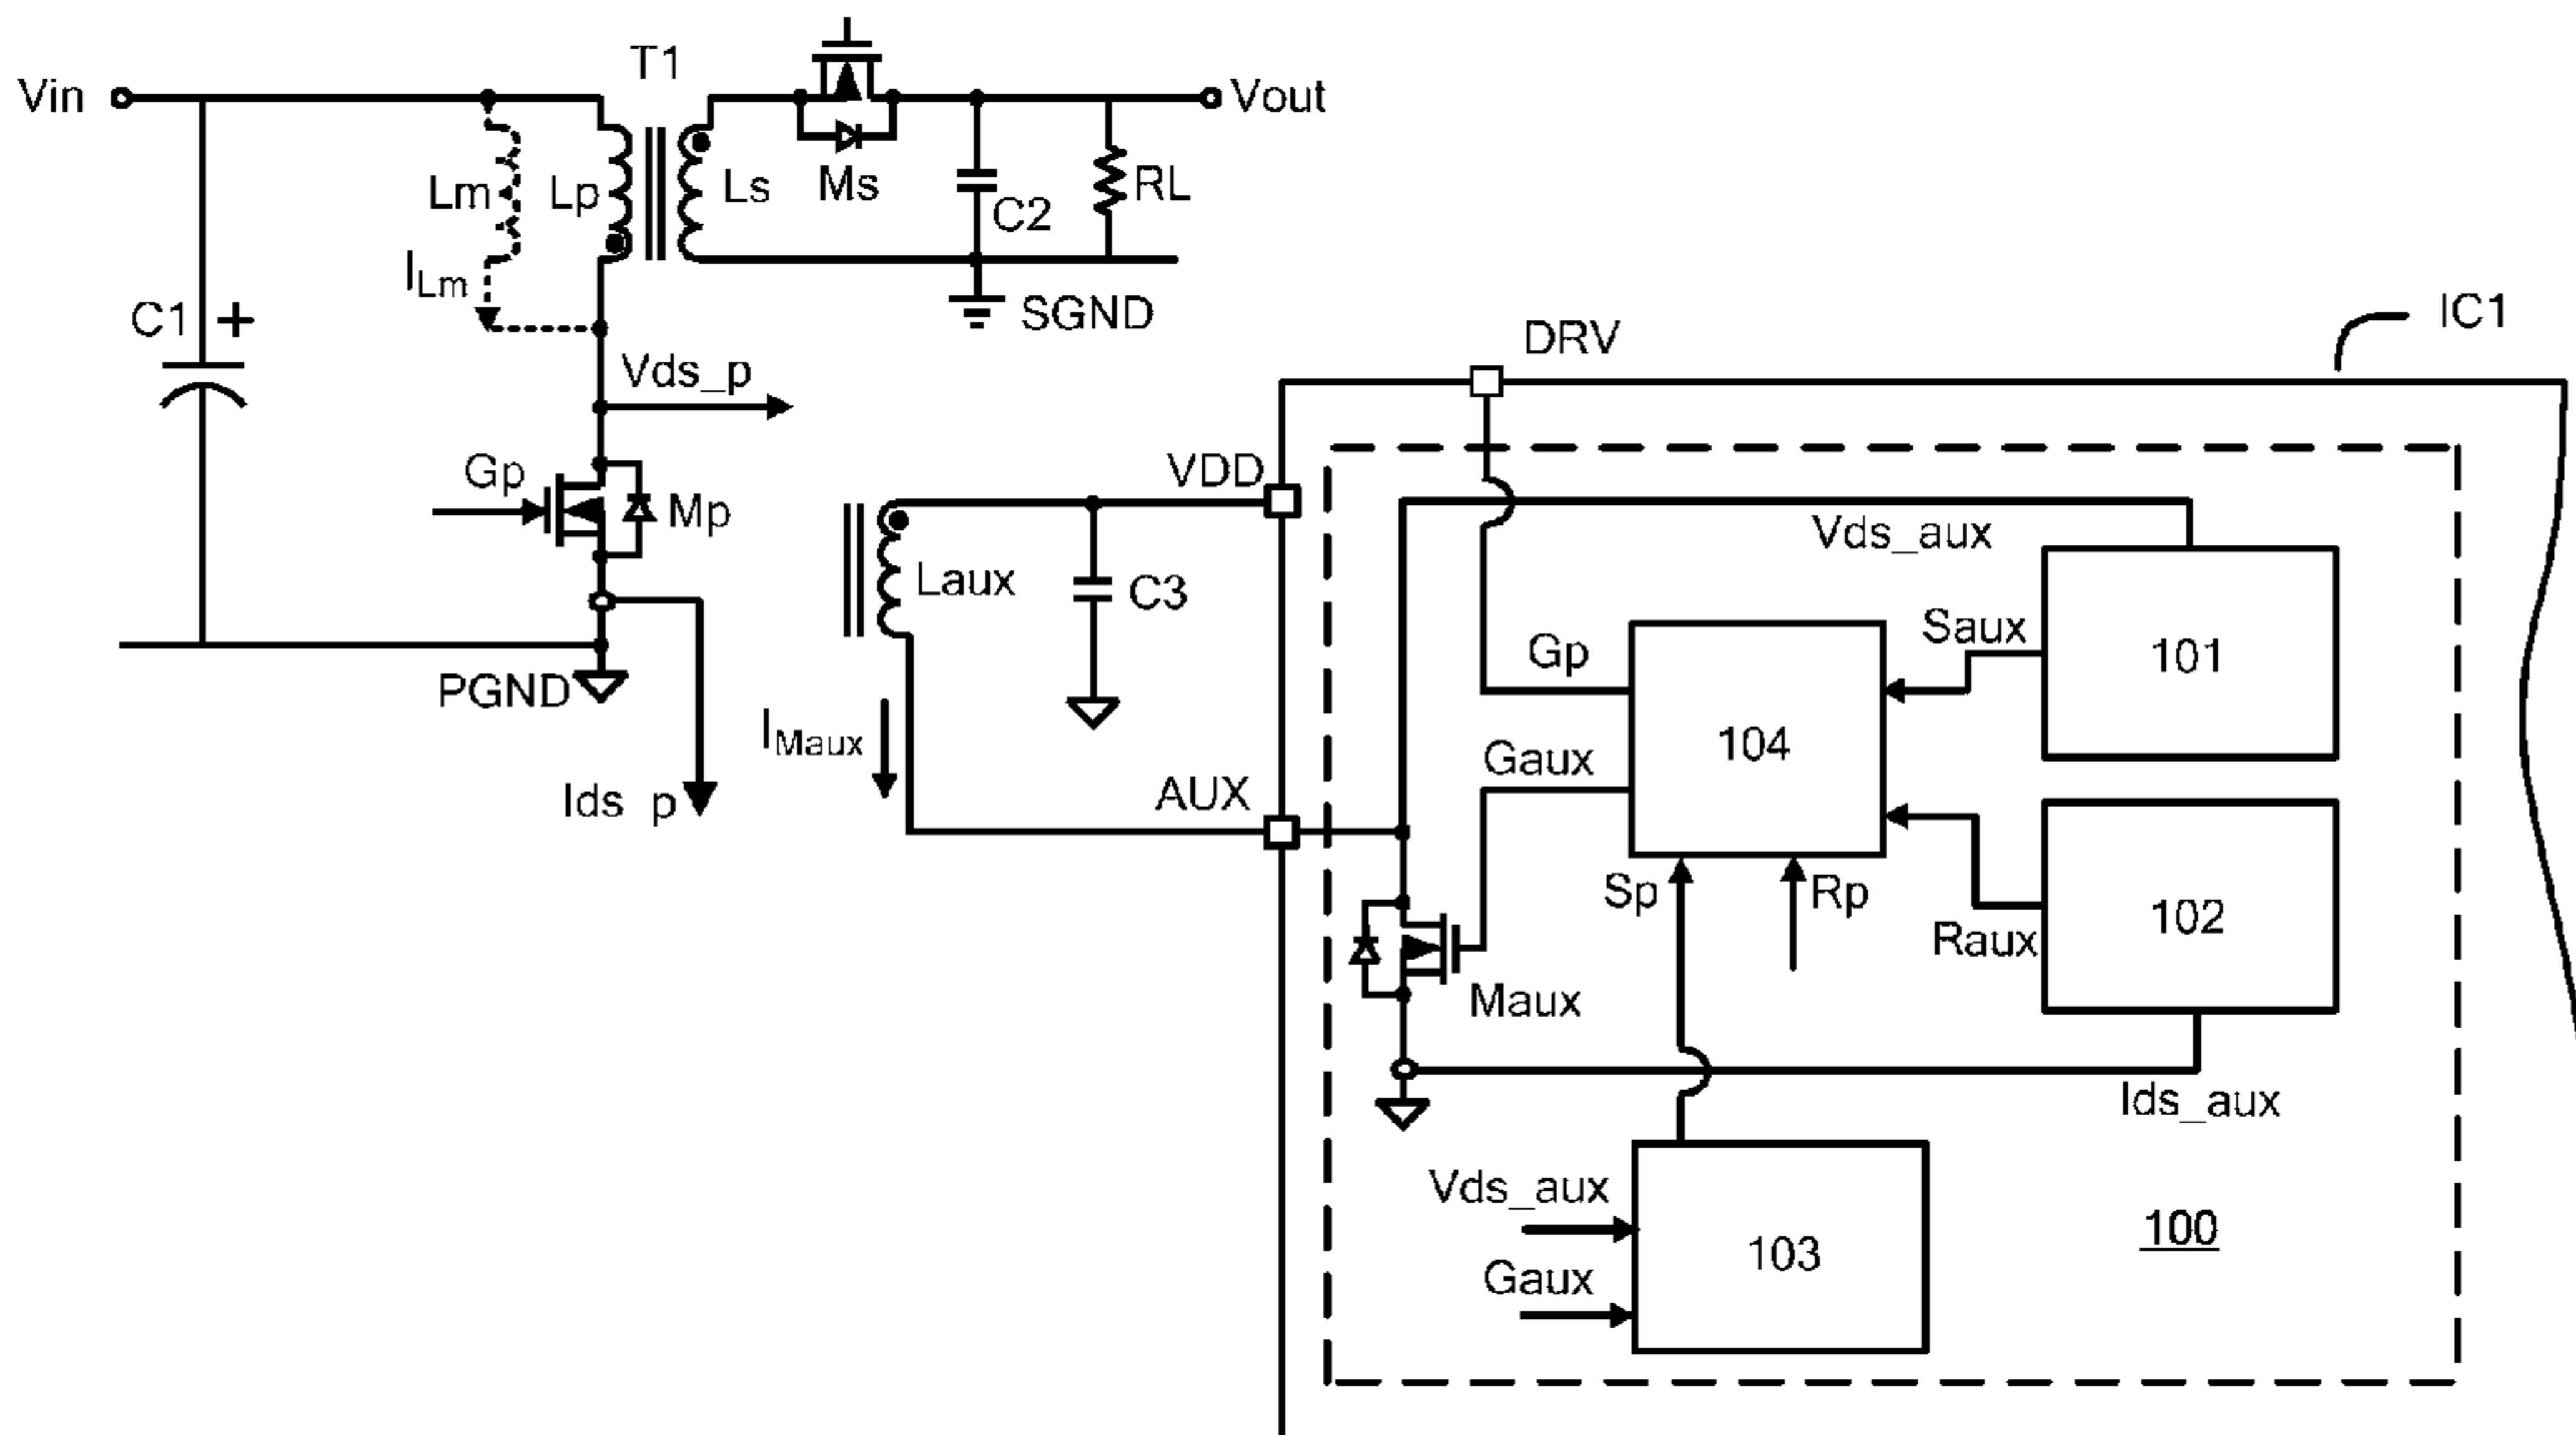 Vin
T1
Vout
Lm
Lp
Ls
Ms
C2
RL
ILm
C1 +
SGND
Vds_p
Gp
Mp
PGND
Ids p
VDD
Laux
C3
IMaux
AUX
DRV
IC1
Vds_aux
Saux
101
Gp
104
Gaux
Sp
Rp
Raux
102
Maux
Ids_aux
Vds_aux
Gaux
103
100